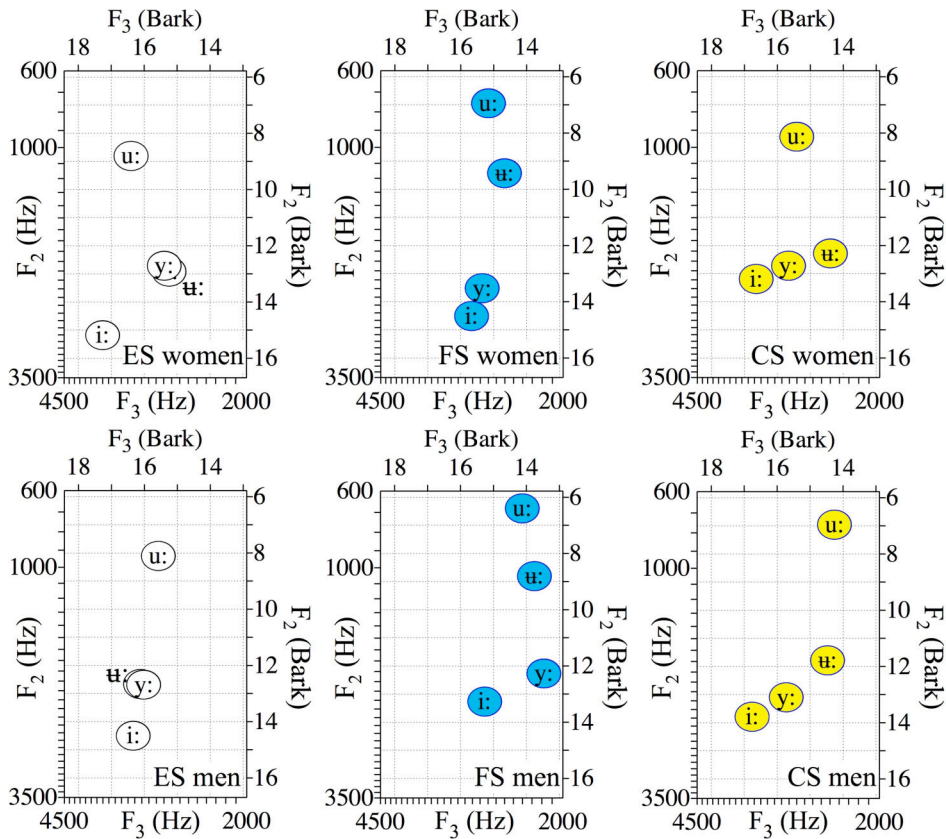 F₃ (Bark) F₃ (Bark) F₃ (Bark)
18 16 14 18 16 14 18 16 14
600 6 600 6 600 6
u:
1000 u: 8 1000 8 1000 u: 8
10 ʉ: 10 10
F₂ (Hz) F₂ (Bark) F₂ (Hz) F₂ (Bark) F₂ (Hz) F₂ (Bark)
y: 12 12 i: y: ʉ: 12
ʉ: 14 y: 14 14
i: i:
ES women 16 FS women 16 CS women 16
3500 3500 3500
4500 F₃ (Hz) 2000 4500 F₃ (Hz) 2000 4500 F₃ (Hz) 2000
F₃ (Bark) F₃ (Bark) F₃ (Bark)
18 16 14 18 16 14 18 16 14
600 6 600 6 600 6
u: u:
1000 u: 8 1000 ʉ: 8 1000 8
10 10 10
F₂ (Hz) F₂ (Bark) F₂ (Hz) F₂ (Bark) F₂ (Hz) F₂ (Bark)
ʉ: y: 12 y: 12 ʉ: 12
i: 14 i: 14 i: y: 14
ES men 16 FS men 16 CS men 16
3500 3500 3500
4500 F₃ (Hz) 2000 4500 F₃ (Hz) 2000 4500 F₃ (Hz) 2000